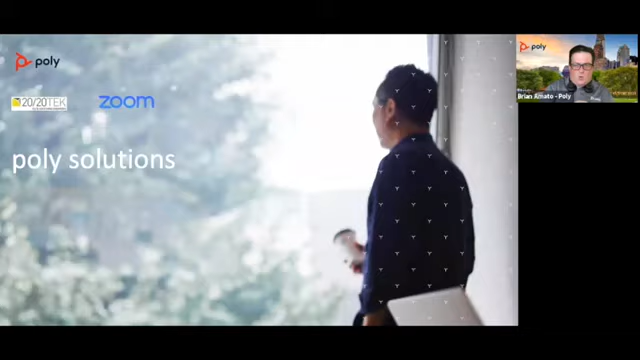 poly
20/20TEK
zoom
poly solutions
poly
Brian Amato - Poly